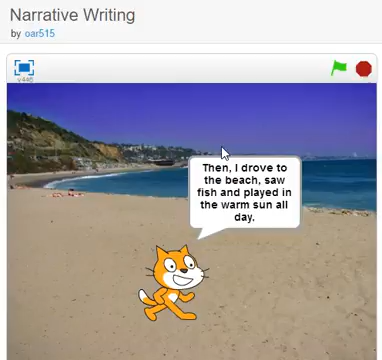 Narrative Writing
by oar515
v446
Then, I drove to
the beach, saw
fish and played in
the warm sun all
day.